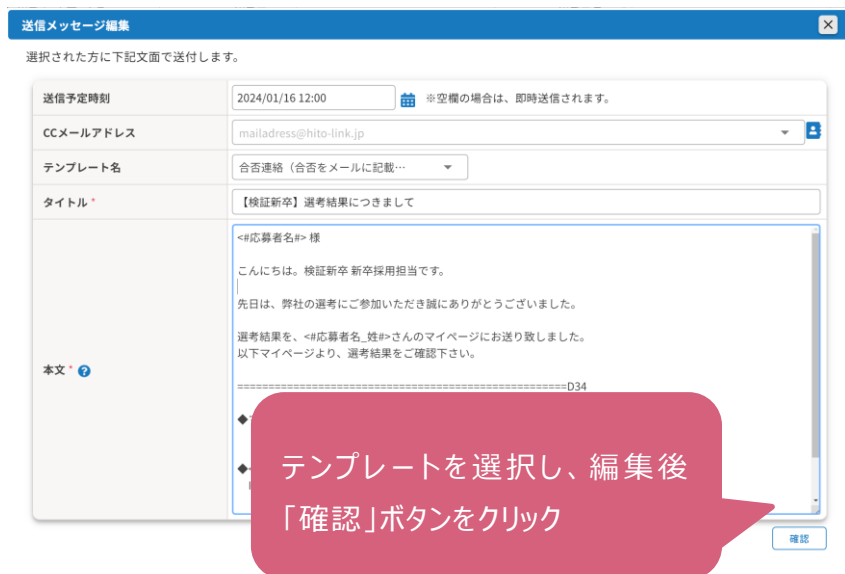 送信メッセージ編集
選択された方に下記文面で送付します。
送信予定時刻
2024/01/16 12:00
※空欄の場合は、即時送信されます。
CCメールアドレス
mailadress@hito-link.jp
テンプレート名
合否連絡（合否をメールに記載…
タイトル *
【検証新卒】選考結果につきまして
本文 *
<#応募者名#> 様
こんにちは。検証新卒 新卒採用担当です。
先日は、弊社の選考にご参加いただき誠にありがとうございました。
選考結果を、<#応募者名_姓#>さんのマイページにお送り致しました。
以下マイページより、選考結果をご確認下さい。
=====================================================D34
◆
◆
テンプレートを選択し、編集後
「確認」ボタンをクリック
確認